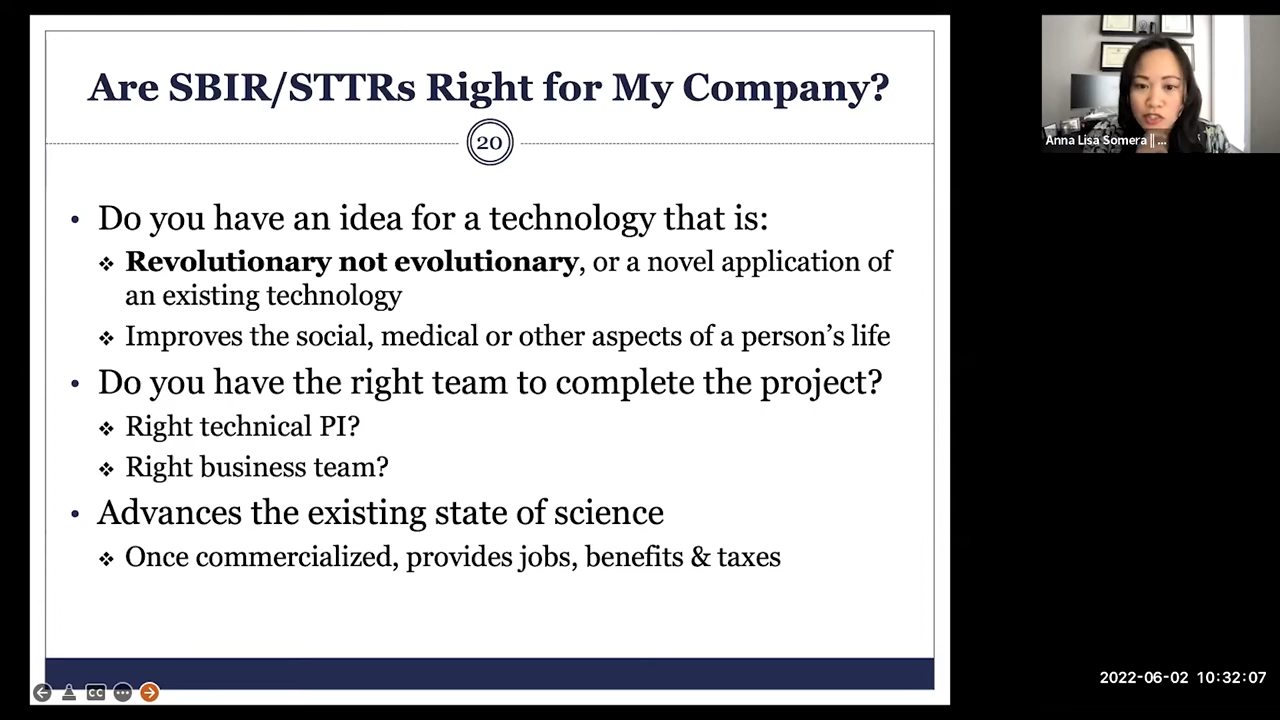 Are SBIR/STTRs Right for My Company?
20
• Do you have an idea for a technology that is:
❖ Revolutionary not evolutionary, or a novel application of
an existing technology
❖ Improves the social, medical or other aspects of a person's life
• Do you have the right team to complete the project?
❖ Right technical PI?
❖ Right business team?
• Advances the existing state of science
❖ Once commercialized, provides jobs, benefits & taxes
CC
Anna Lisa Somera || ...
2022-06-02 10:32:07